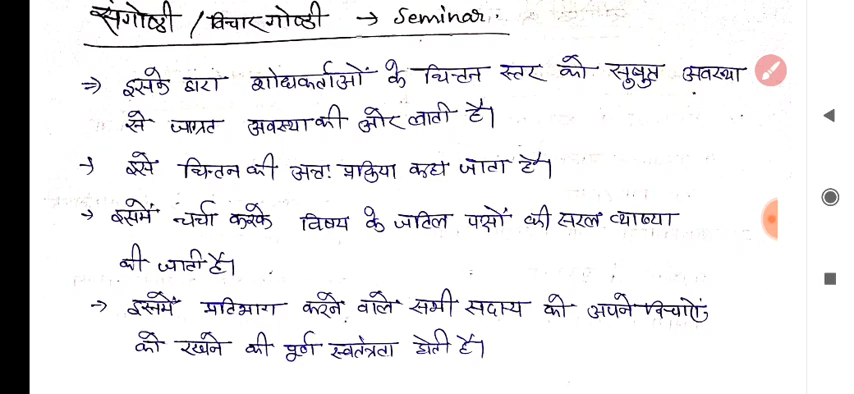 संगोष्ठी / विचार गोष्ठी → Seminar.
⇒ इसके द्वारा शोधकर्ताओं के चिन्तन स्तर को सुषुप्त अवस्था
से जाग्रत अवस्था की ओर लाती है।
→ इसे चिन्तन की अन्तः प्रक्रिया कहा जाता है।
→ इसमें चर्चा करके विषय के जटिल पक्षों की सरल व्याख्या
की जाती है।
→ इसमें प्रतिभाग करने वाले सभी सदस्य को अपने विचारों
को रखने की पूर्ण स्वतंत्रता होती है।